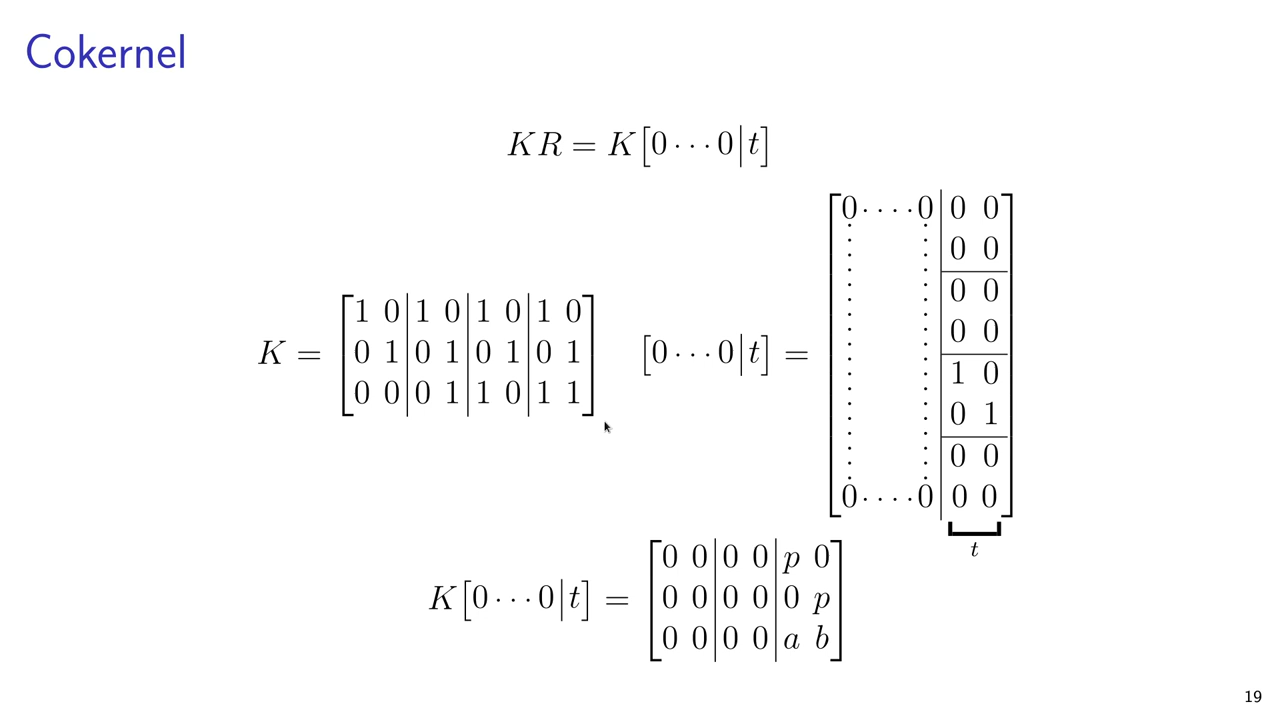 Cokernel
KR = K[0 ⋯ 0|t]
K = [1 0|1 0|1 0|1 0
0 1|0 1|0 1|0 1
0 0|0 1|1 0|1 1]
[0 ⋯ 0|t] = [0 ⋯ ⋅ 0|0 0
0 0
0 0
0 0
1 0
0 1
0 0
0 ⋯ ⋅ 0|0 0]
t
K[0 ⋯ 0|t] = [0 0|0 0|p 0
0 0|0 0|0 p
0 0|0 0|a b]
19